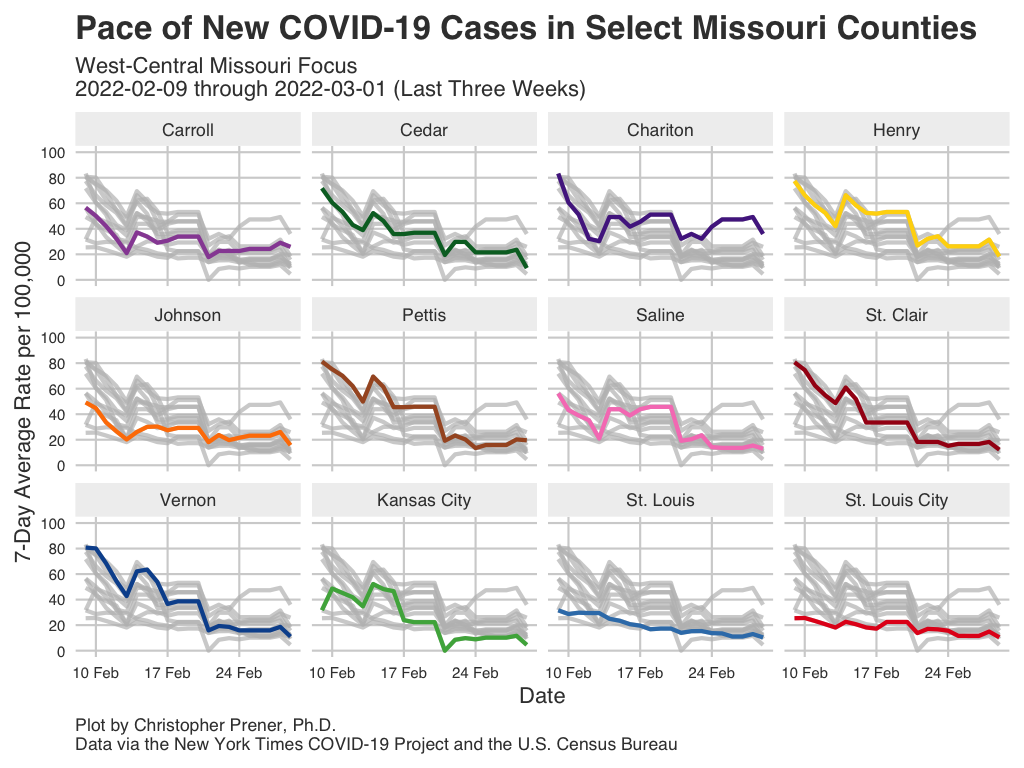 Pace of New COVID-19 Cases in Select Missouri Counties
West-Central Missouri Focus
2022-02-09 through 2022-03-01 (Last Three Weeks)
Carroll Cedar Chariton Henry
100
80
60
40
20
0
Johnson Pettis Saline St. Clair
100
80
60
40
20
0
Vernon Kansas City St. Louis St. Louis City
100
80
60
40
20
0
7-Day Average Rate per 100,000
10 Feb 17 Feb 24 Feb 10 Feb 17 Feb 24 Feb 10 Feb 17 Feb 24 Feb 10 Feb 17 Feb 24 Feb
Date
Plot by Christopher Prener, Ph.D.
Data via the New York Times COVID-19 Project and the U.S. Census Bureau